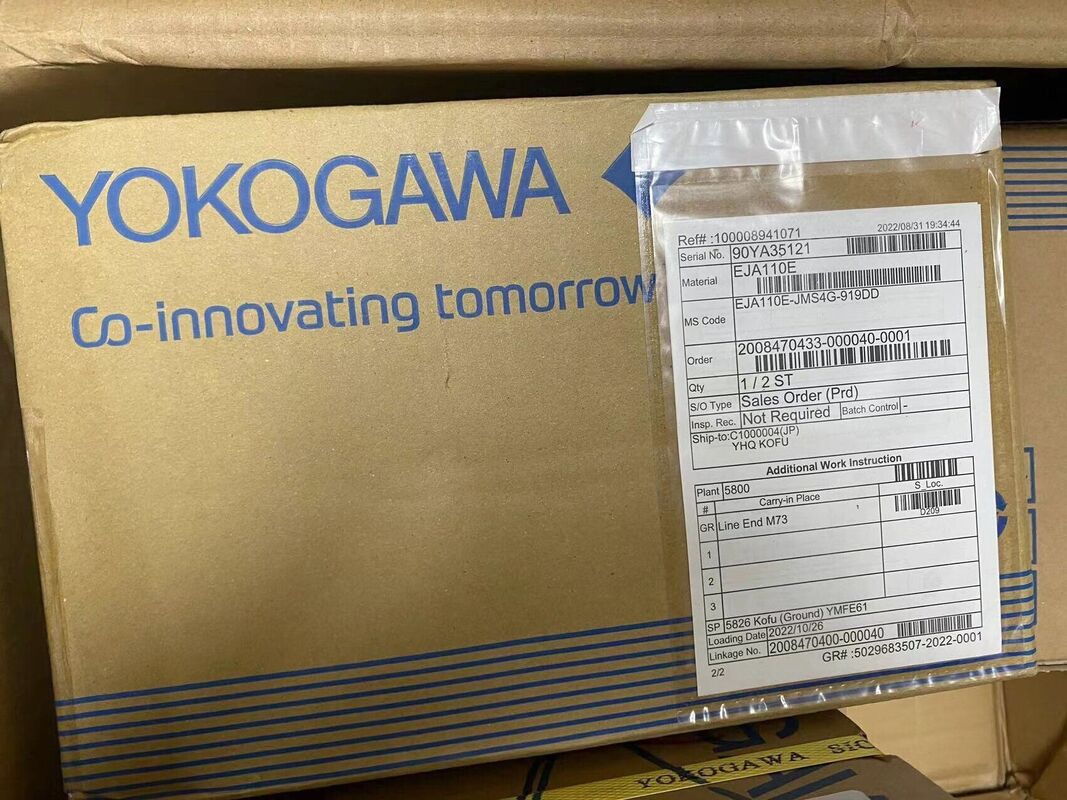 YOKOGAWA
Co-innovating tomorrow
Ref# :100008941071 2022/08/31 19:34:44
Serial No. 90YA35121
Material EJA110E
MS Code EJA110E-JMS4G-919DD
Order 2008470433-000040-0001
Qty 1 / 2 ST
S/O Type Sales Order (Prd)
Insp. Rec. Not Required Batch Control -
Ship-to:C1000004(JP)
YHQ KOFU
Additional Work Instruction
Plant 5800
# Carry-in Place S_Loc.
GR Line End M73 D209
1
2
3
SP 5826 Kofu (Ground) YMFE61
Loading Date 2022/10/26
Linkage No. 2008470400-000040
GR# :5029683507-2022-0001
2/2
YOKOGAWA